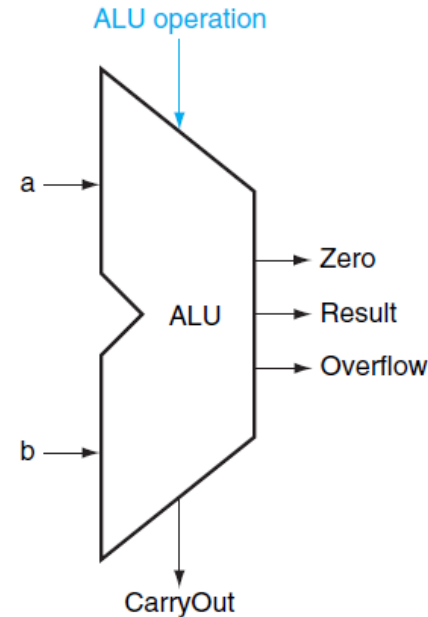 ALU operation
a
Zero
ALU
Result
Overflow
b
CarryOut